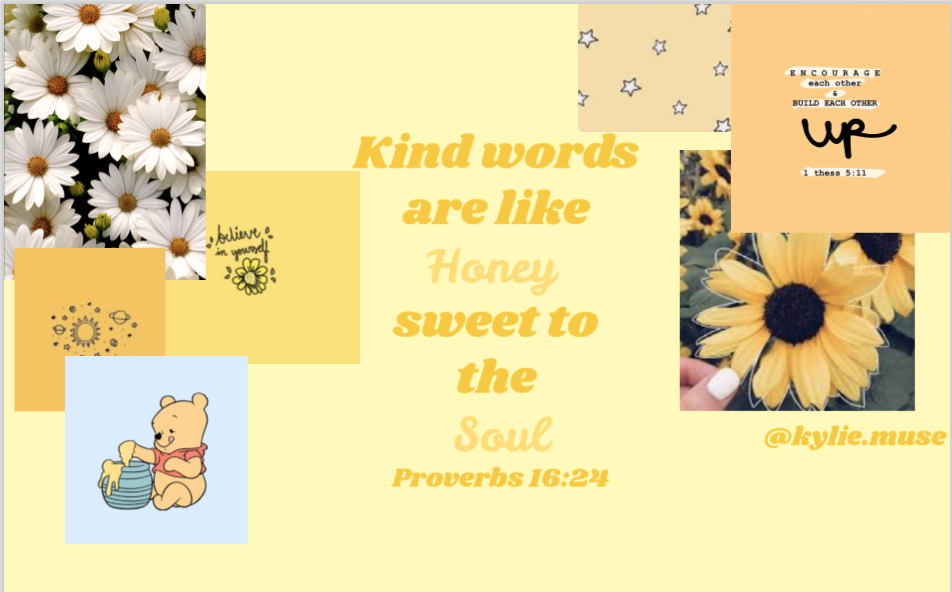 believe
in yourself
Kind words
are like
Honey
sweet to
the
Soul
Proverbs 16:24
ENCOURAGE
each other
&
BUILD EACH OTHER
UP
1 thess 5:11
@kylie.muse